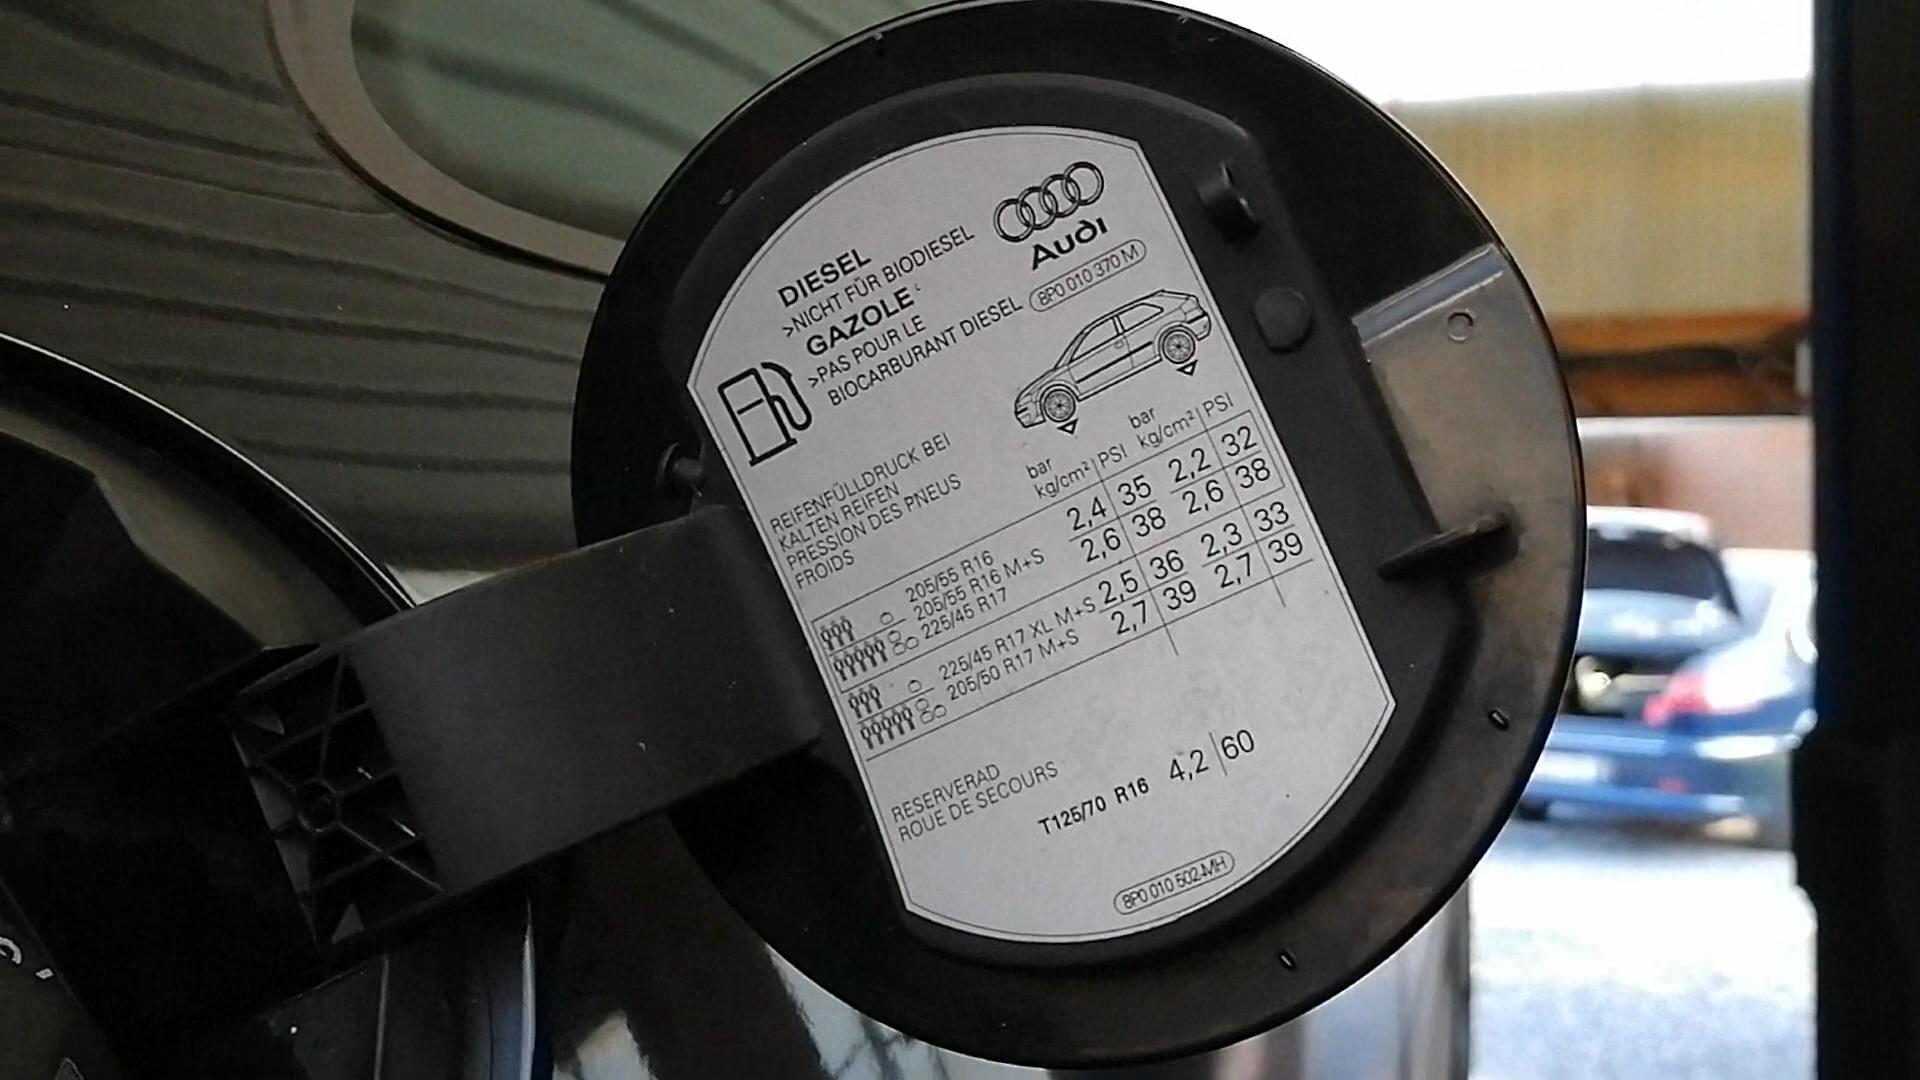 Audi
8P0 010 370 M
DIESEL
>NICHT FÜR BIODIESEL
GAZOLE
>PAS POUR LE
BIOCARBURANT DIESEL
REIFENFÜLLDRUCK BEI
KALTEN REIFEN
PRESSION DES PNEUS
FROIDS
bar
kg/cm² PSI
bar
kg/cm² PSI
205/55 R16
205/55 R16 M+S
225/45 R17
2,4 35 2,2 32
2,6 38 2,6 38
225/45 R17 XL M+S
205/50 R17 M+S
2,5 36 2,3 33
2,7 39 2,7 39
RESERVERAD
ROUE DE SECOURS
T125/70 R16 4,2 60
8P0 010 502 MH